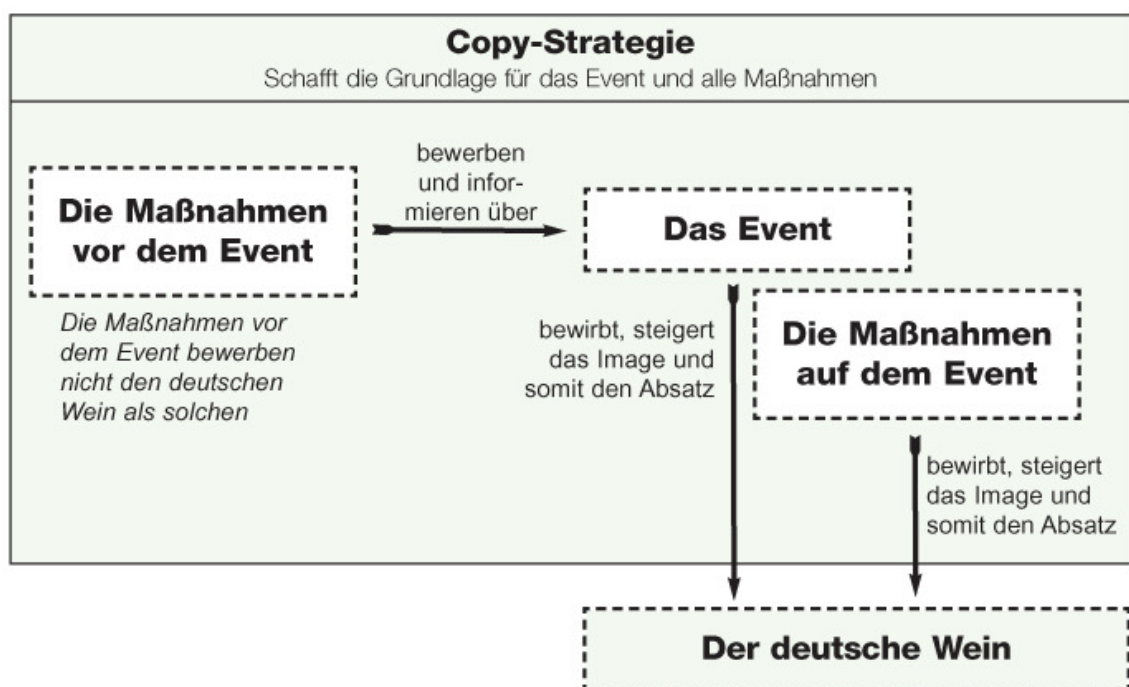 Copy-Strategie
Schafft die Grundlage für das Event und alle Maßnahmen
bewerben
und infor-
mieren über
Die Maßnahmen
vor dem Event
Das Event
Die Maßnahmen vor
dem Event bewerben
nicht den deutschen
Wein als solchen
bewirbt, steigert
das Image und
somit den Absatz
Die Maßnahmen
auf dem Event
bewirbt, steigert
das Image und
somit den Absatz
Der deutsche Wein